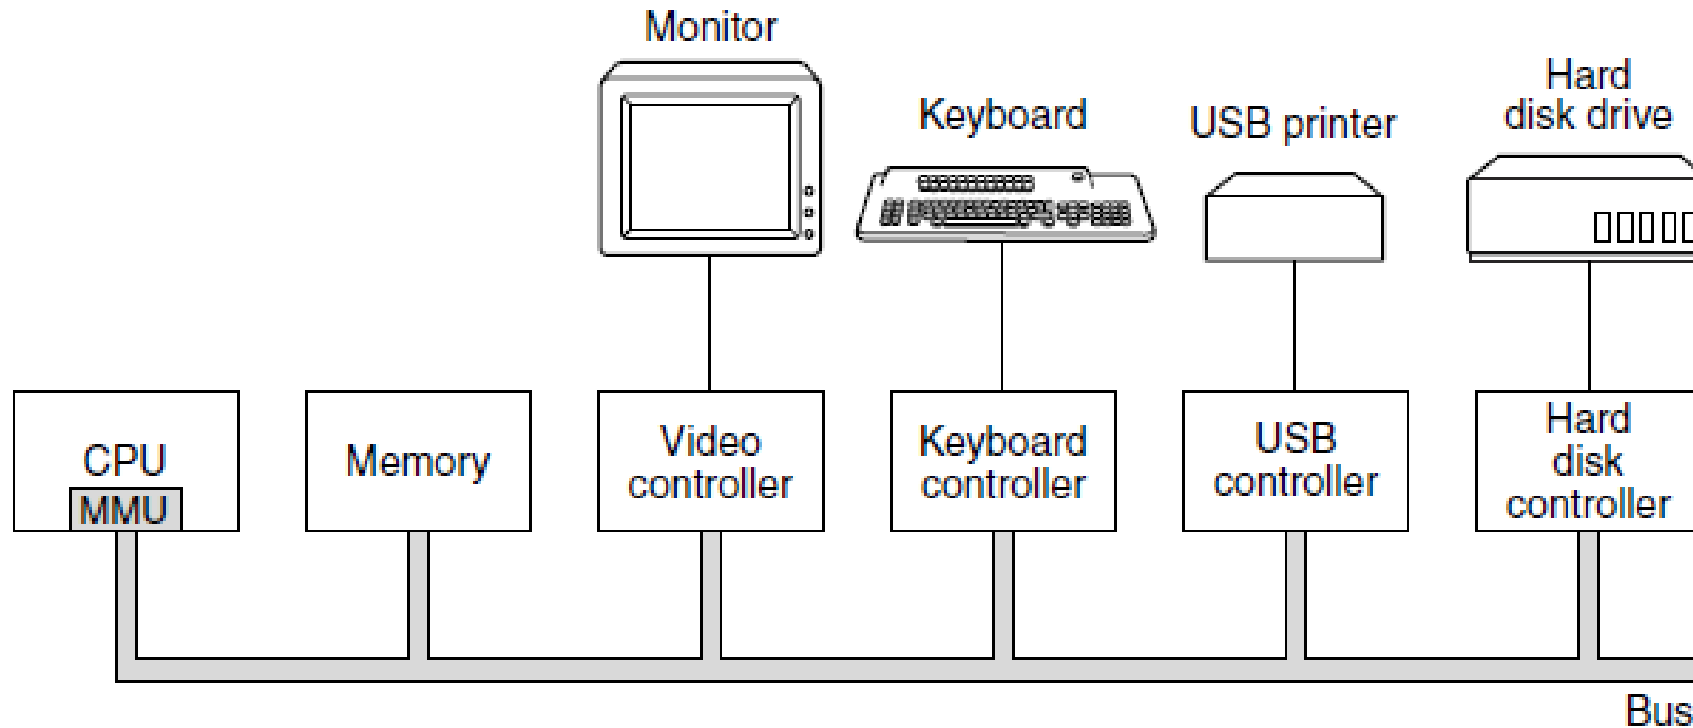 Monitor
Keyboard
USB printer
Hard
disk drive
CPU
MMU
Memory
Video
controller
Keyboard
controller
USB
controller
Hard
disk
controller
Bus